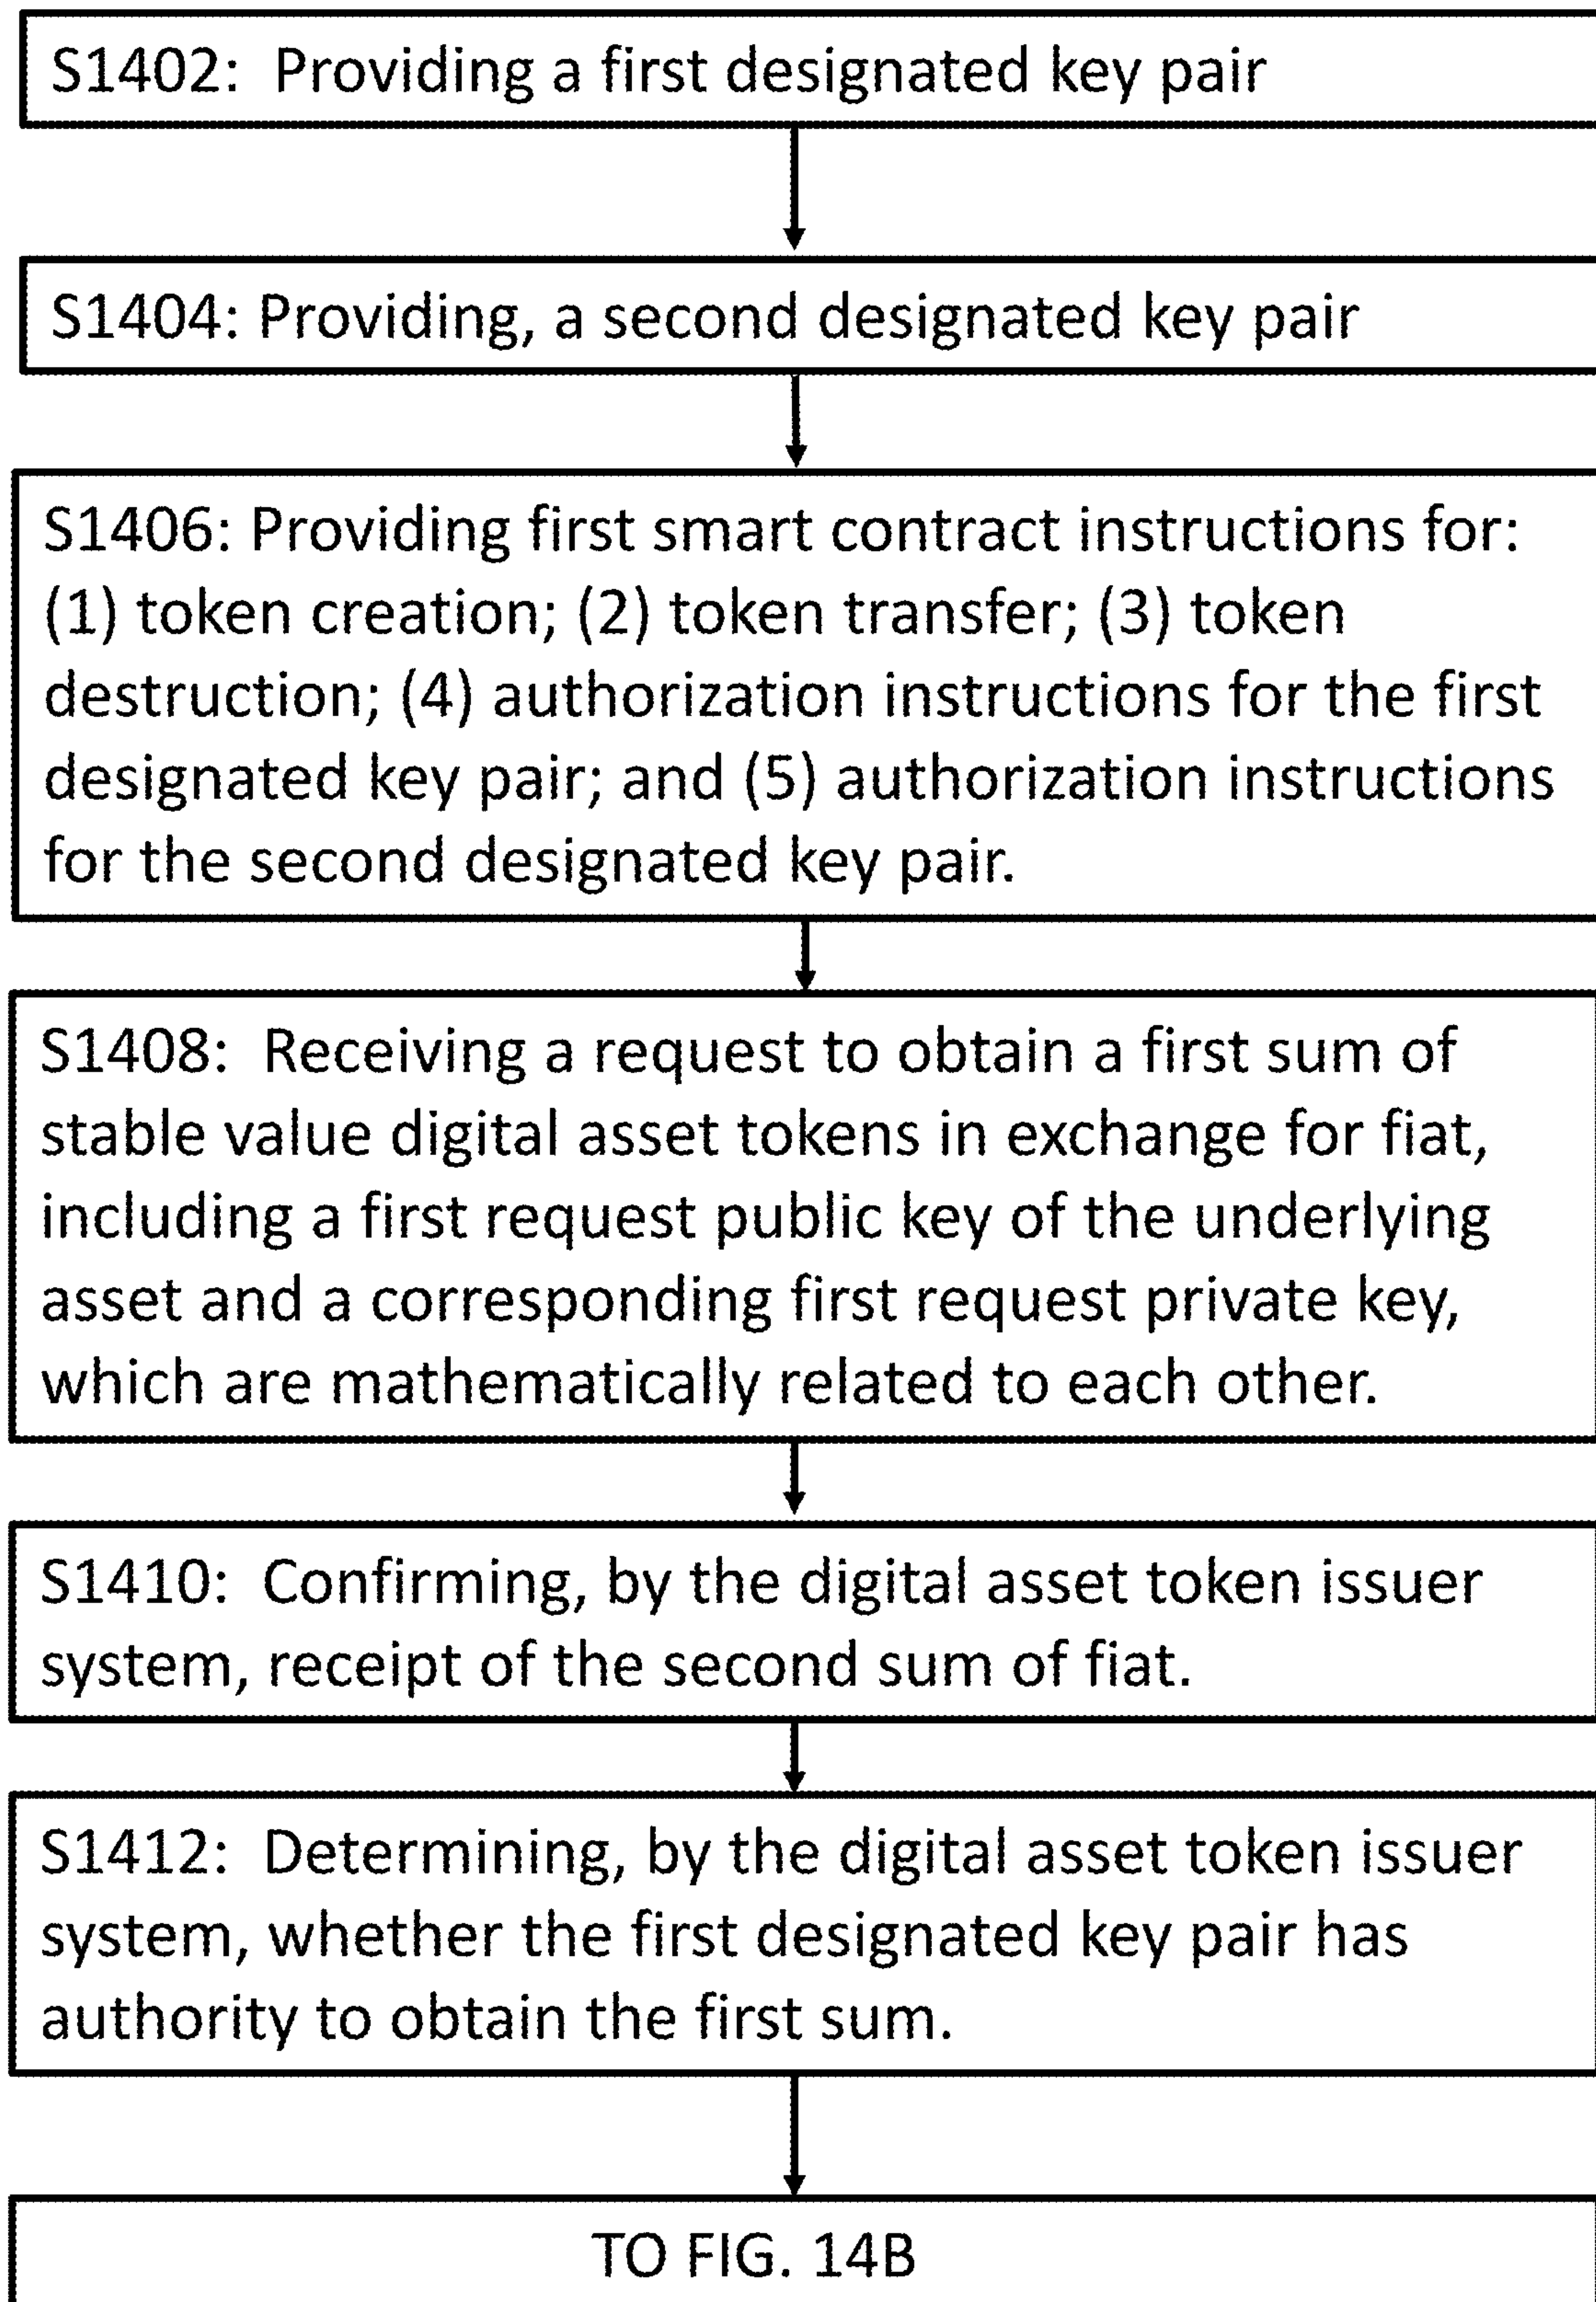 S1402: Providing a first designated key pair
S1404: Providing, a second designated key pair
S1406: Providing first smart contract instructions for:
(1) token creation; (2) token transfer; (3) token
destruction; (4) authorization instructions for the first
designated key pair; and (5) authorization instructions
for the second designated key pair.
S1408: Receiving a request to obtain a first sum of
stable value digital asset tokens in exchange for fiat,
including a first request public key of the underlying
asset and a corresponding first request private key,
which are mathematically related to each other.
S1410: Confirming, by the digital asset token issuer
system, receipt of the second sum of fiat.
S1412: Determining, by the digital asset token issuer
system, whether the first designated key pair has
authority to obtain the first sum.
TO FIG. 14B